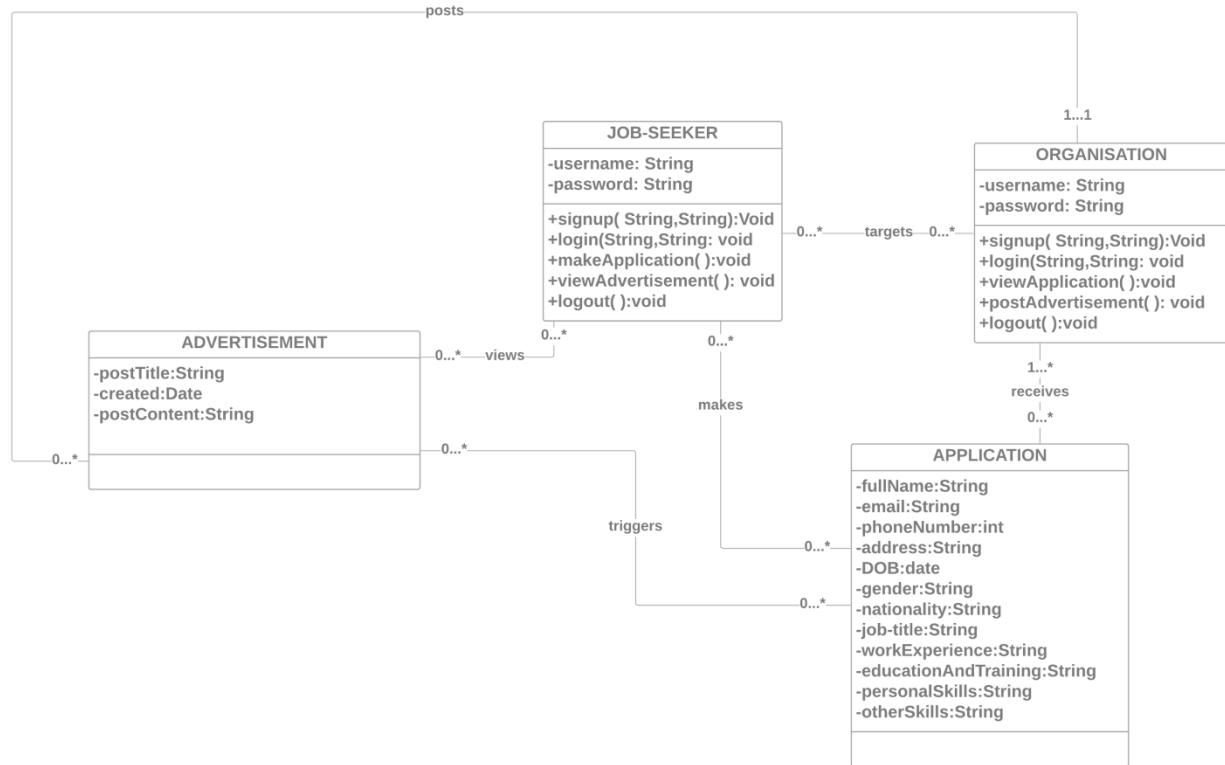 posts
1...1
JOB-SEEKER
-username: String
-password: String
+signup( String,String):Void
+login(String,String: void
+makeApplication( ):void
+viewAdvertisement( ): void
+logout( ):void
0...*
targets
0...*
ORGANISATION
-username: String
-password: String
+signup( String,String):Void
+login(String,String: void
+viewApplication( ):void
+postAdvertisement( ): void
+logout( ):void
ADVERTISEMENT
-postTitle:String
-created:Date
-postContent:String
0...*
views
0...*
0...*
makes
0...*
1...*
receives
0...*
0...*
0...*
triggers
0...*
APPLICATION
-fullName:String
-email:String
-phoneNumber:int
-address:String
-DOB:date
-gender:String
-nationality:String
-job-title:String
-workExperience:String
-educationAndTraining:String
-personalSkills:String
-otherSkills:String